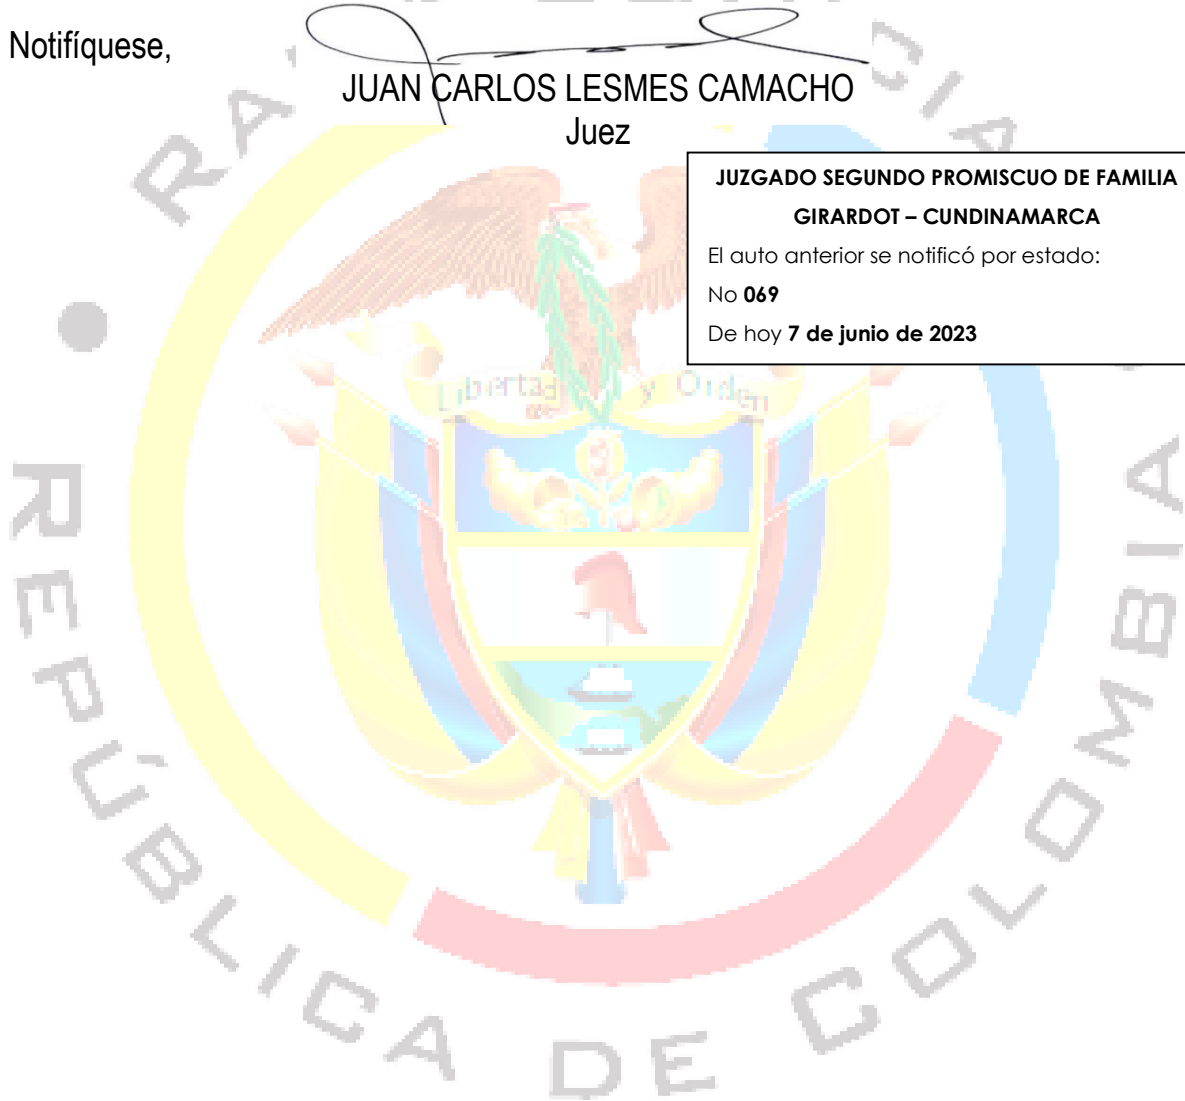 Notifíquese,
JUAN CARLOS LESMES CAMACHO
Juez
JUZGADO SEGUNDO PROMISCUO DE FAMILIA
GIRARDOT – CUNDINAMARCA
El auto anterior se notificó por estado:
No 069
De hoy 7 de junio de 2023
Libertad y Orden
REPÚBLICA DE COLOMBIA